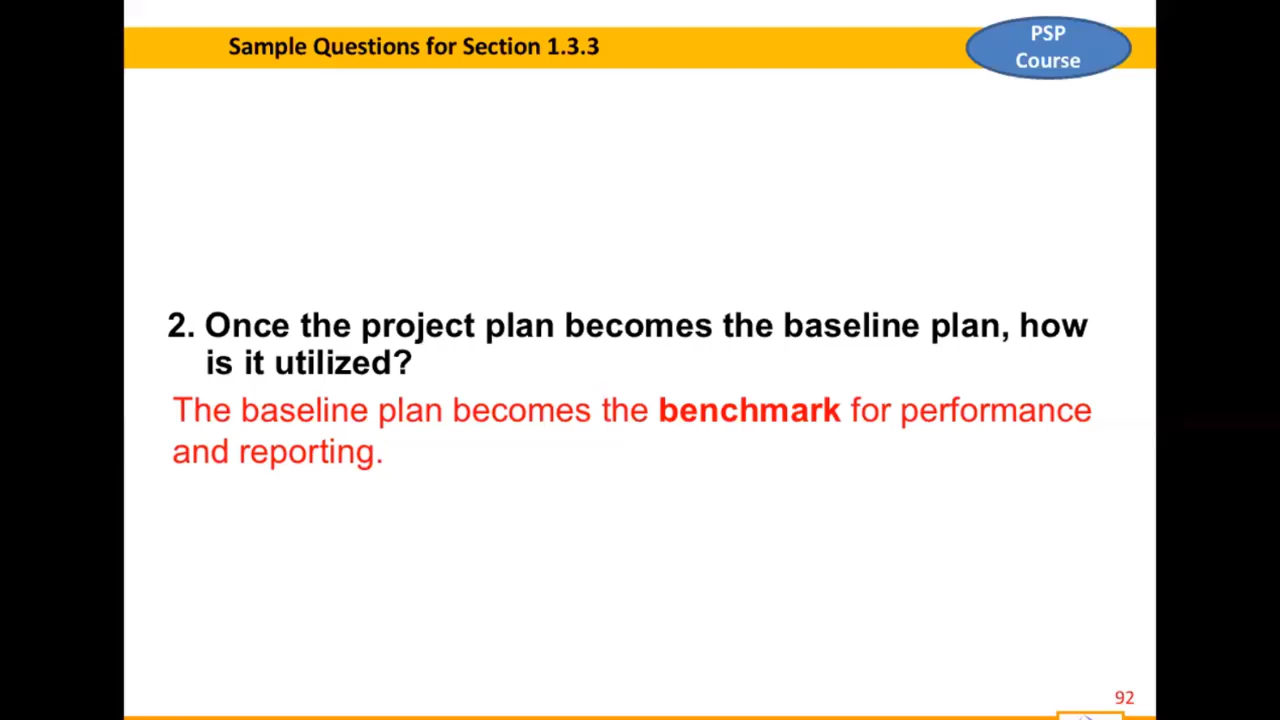 Sample Questions for Section 1.3.3
PSP
Course
2. Once the project plan becomes the baseline plan, how
is it utilized?
The baseline plan becomes the benchmark for performance
and reporting.
92